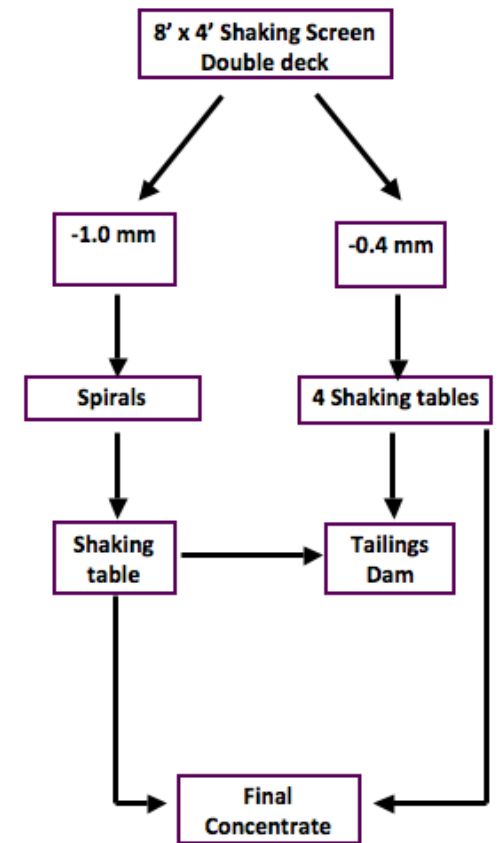 8’ x 4’ Shaking Screen
Double deck
-1.0 mm
-0.4 mm
Spirals
4 Shaking tables
Shaking
table
Tailings
Dam
Final
Concentrate